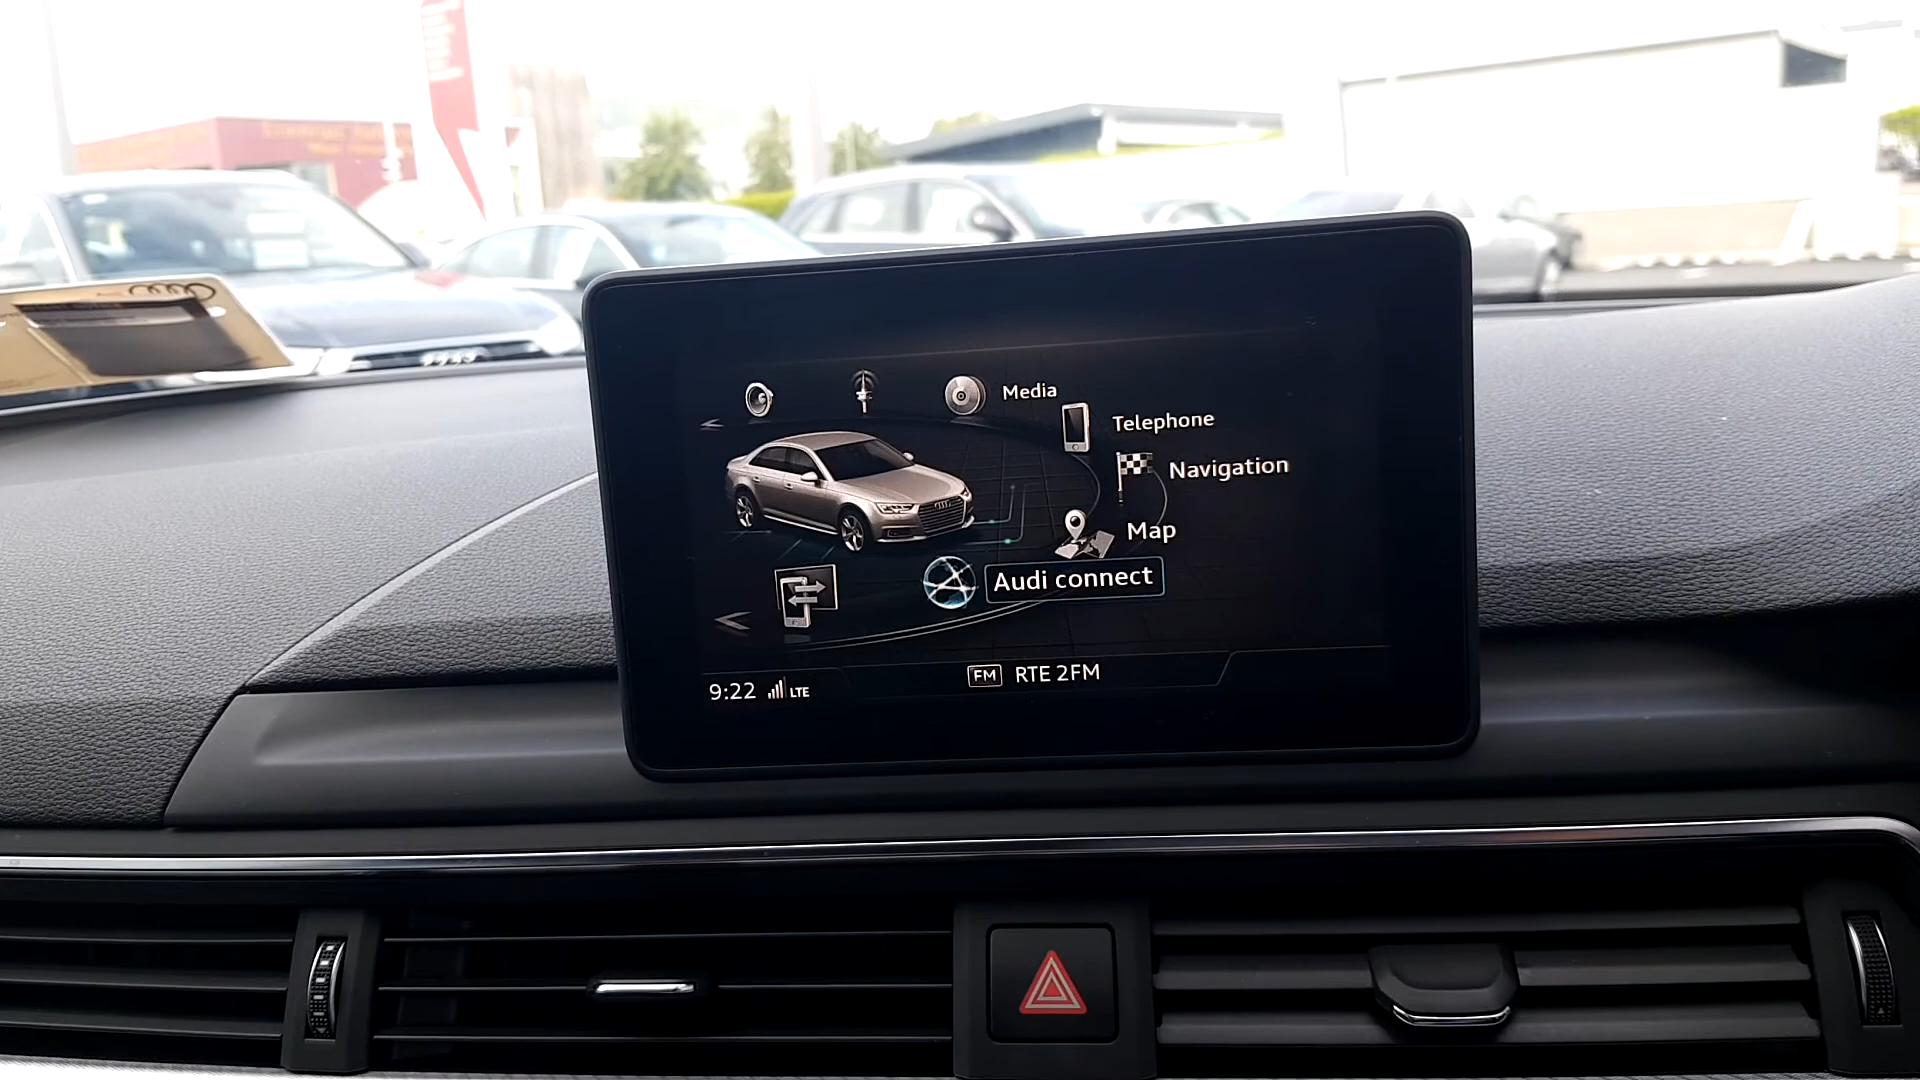 Media
Telephone
Navigation
Map
Audi connect
FM RTE 2FM
9:22 LTE